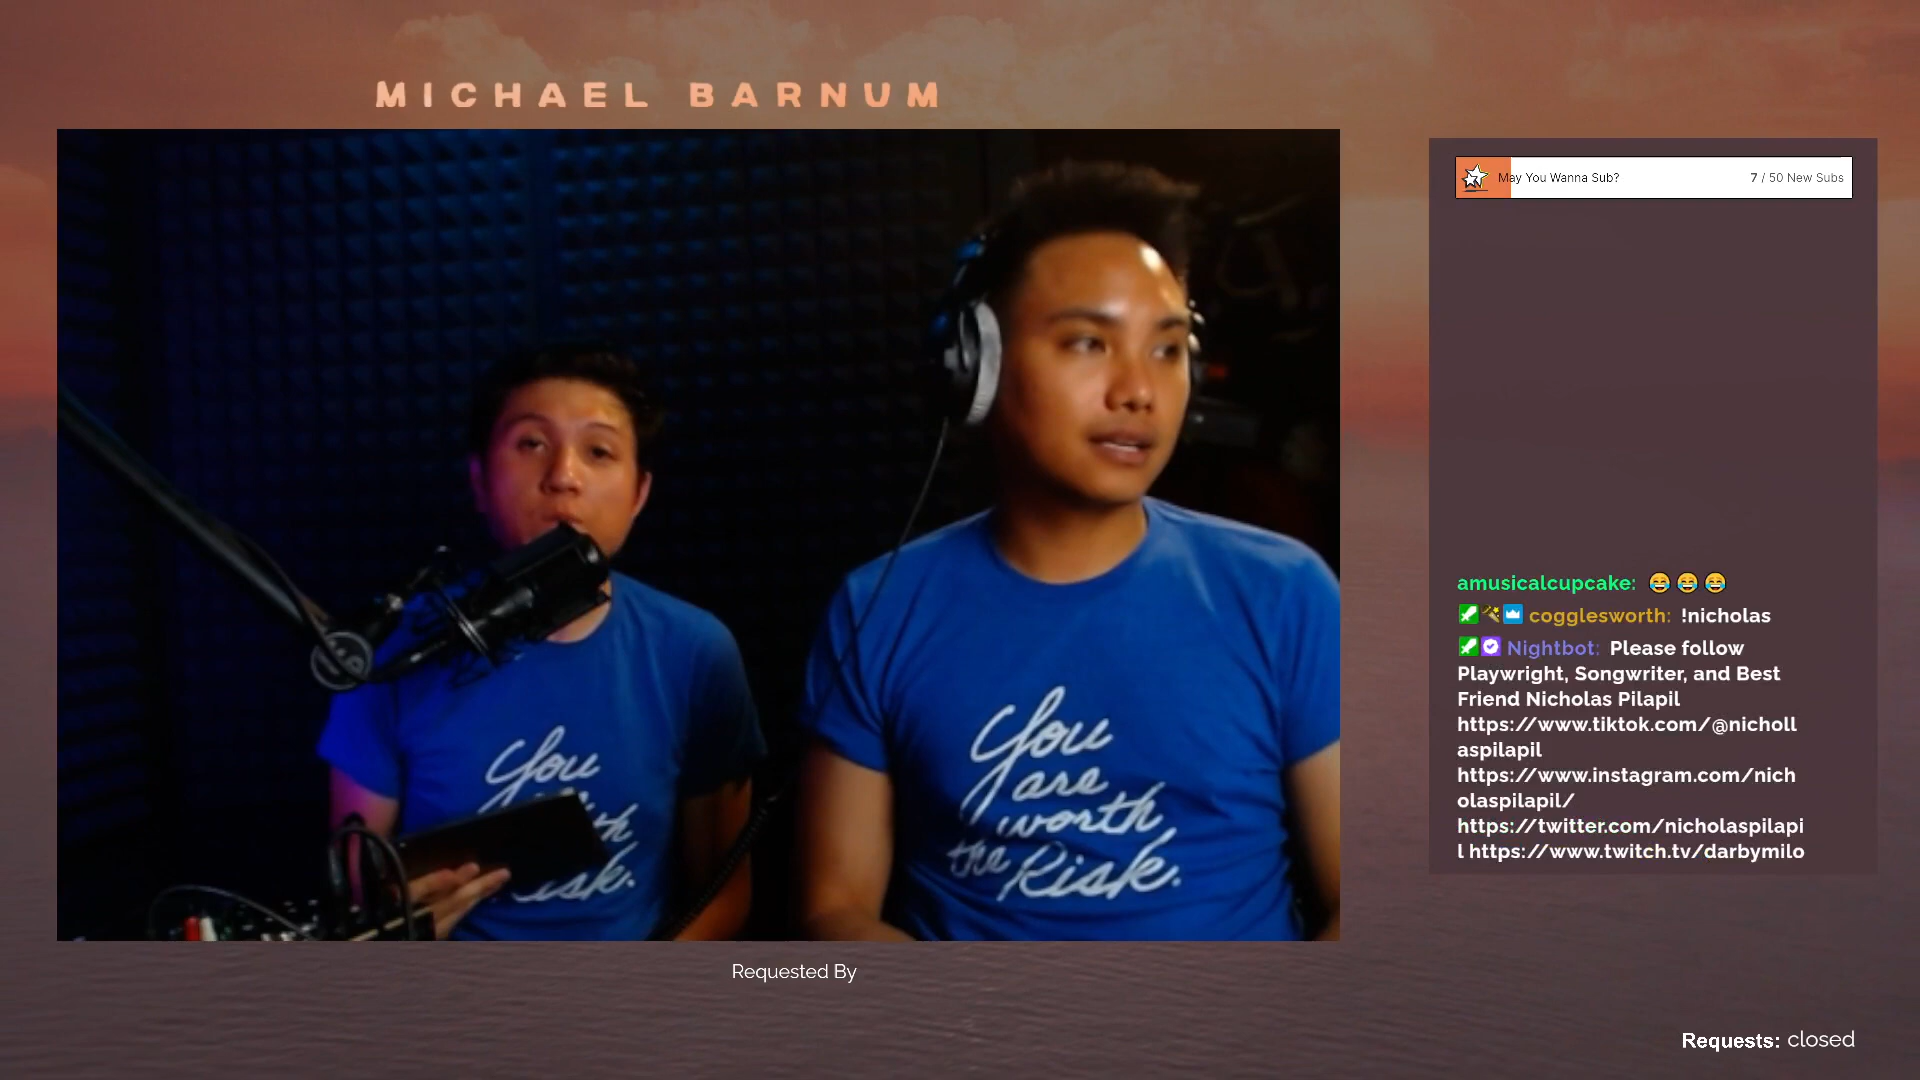 MICHAEL BARNUM
May You Wanna Sub?
7 / 50 New Subs
amusicalcupcake: 😂 😂 😂
cogglesworth: !nicholas
Nightbot: Please follow
Playwright, Songwriter, and Best
Friend Nicholas Pilapil
https://www.tiktok.com/@nicholl
aspilapil
https://www.instagram.com/nich
olaspilapil/
https://twitter.com/nicholaspilapi
l https://www.twitch.tv/darbymilo
You
Risk.
You
are
worth
the Risk.
Requested By
Requests: closed